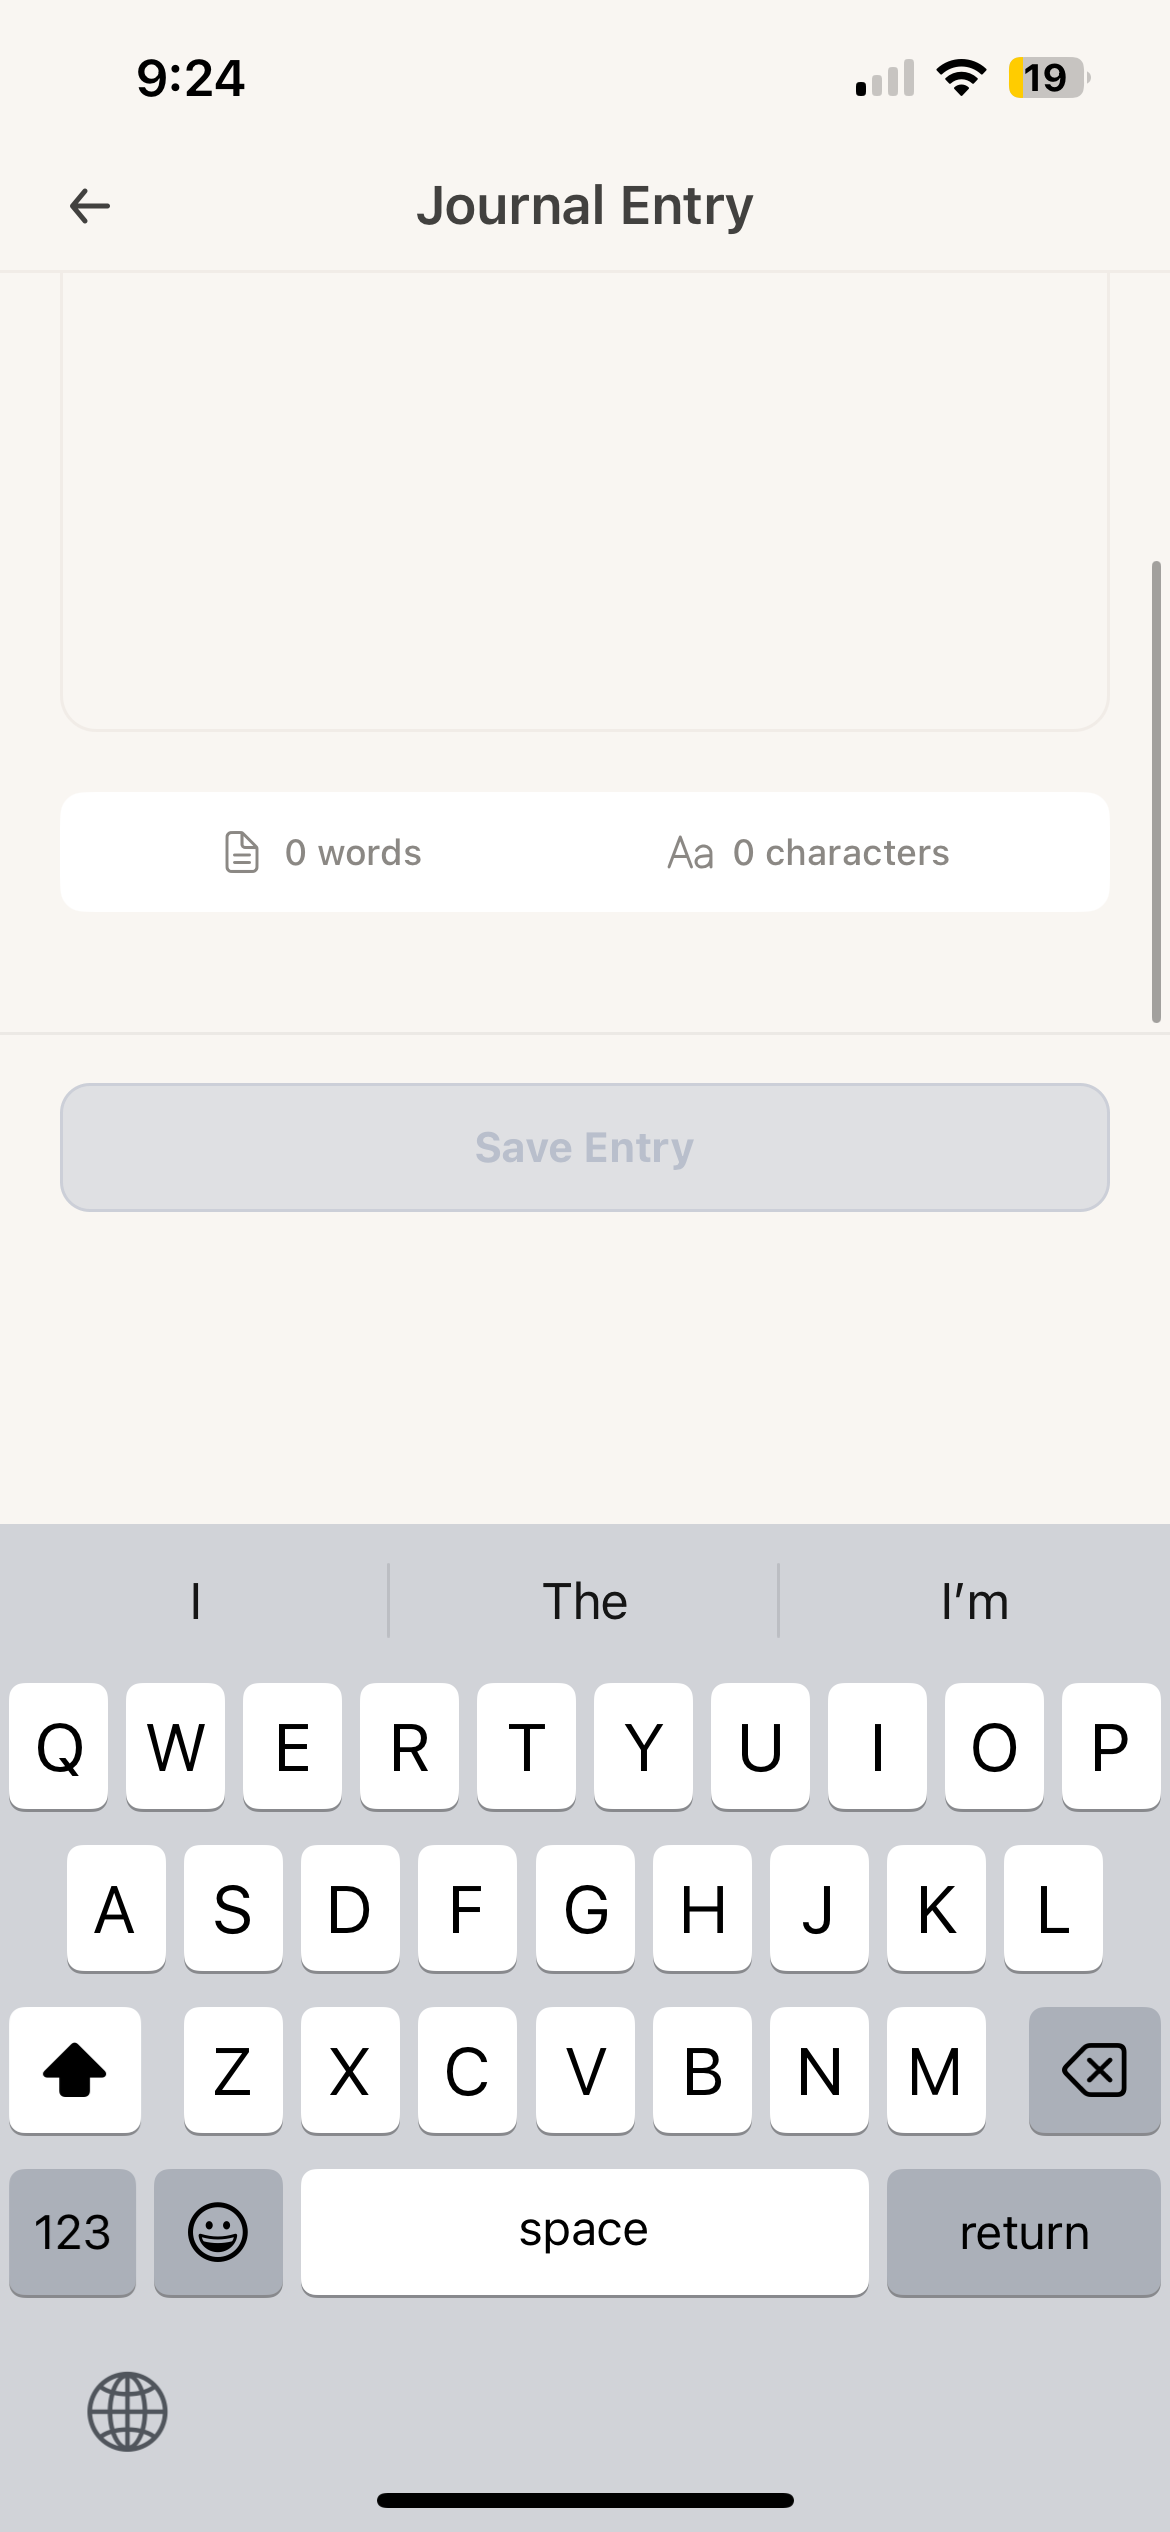 9:24
19
Journal Entry
0 words
Aa 0 characters
Save Entry
I The I’m
Q W E R T Y U I O P
A S D F G H J K L
Z X C V B N M
123 space return